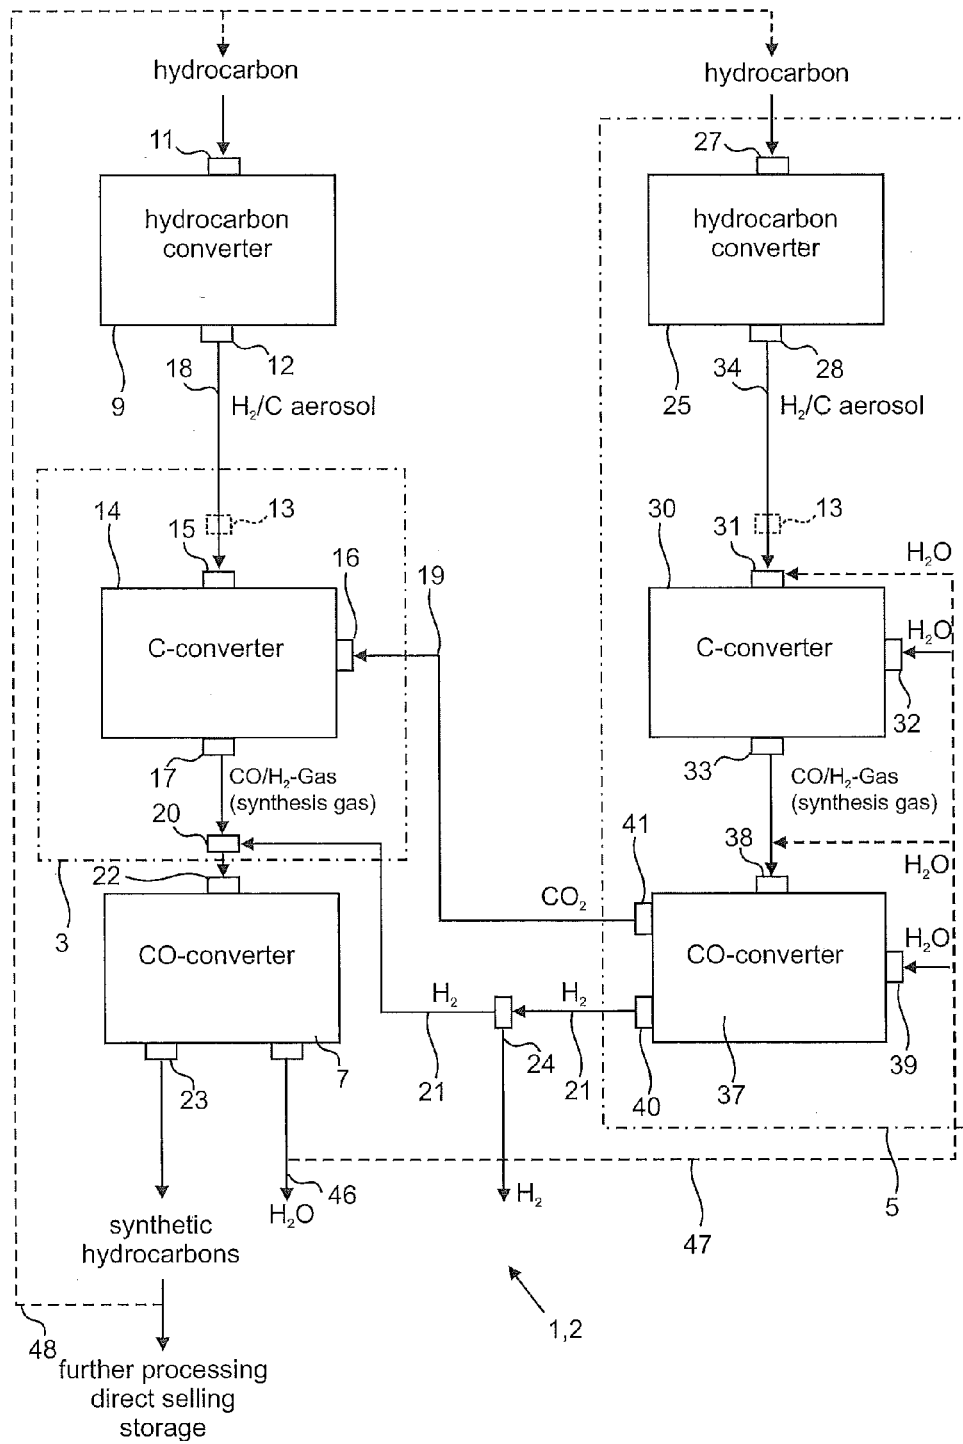 hydrocarbon
hydrocarbon
11
27
hydrocarbon
converter
hydrocarbon
converter
12
28
18
34
9
25
H₂/C aerosol
H₂/C aerosol
14
13
15
16
30
13
31
H₂O
19
H₂O
C-converter
C-converter
32
17
33
CO/H₂-Gas
(synthesis gas)
CO/H₂-Gas
(synthesis gas)
20
41
38
H₂O
22
3
CO₂
H₂O
CO-converter
CO-converter
H₂
H₂
24
39
23
7
21
21
40
37
46
H₂O
H₂
5
47
synthetic
hydrocarbons
48
1,2
further processing
direct selling
storage